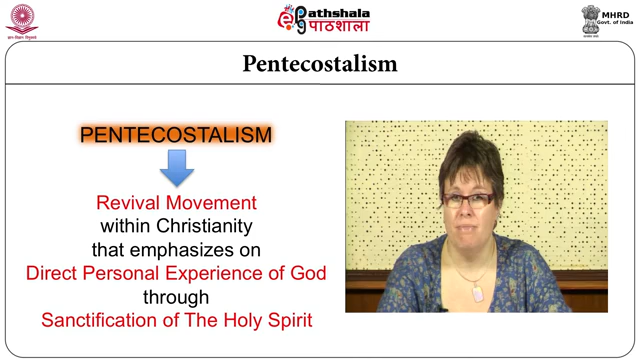 Pathshala
पाठशाला
MHRD
Govt. of India
Pentecostalism
PENTECOSTALISM
Revival Movement
within Christianity
that emphasizes on
Direct Personal Experience of God
through
Sanctification of The Holy Spirit